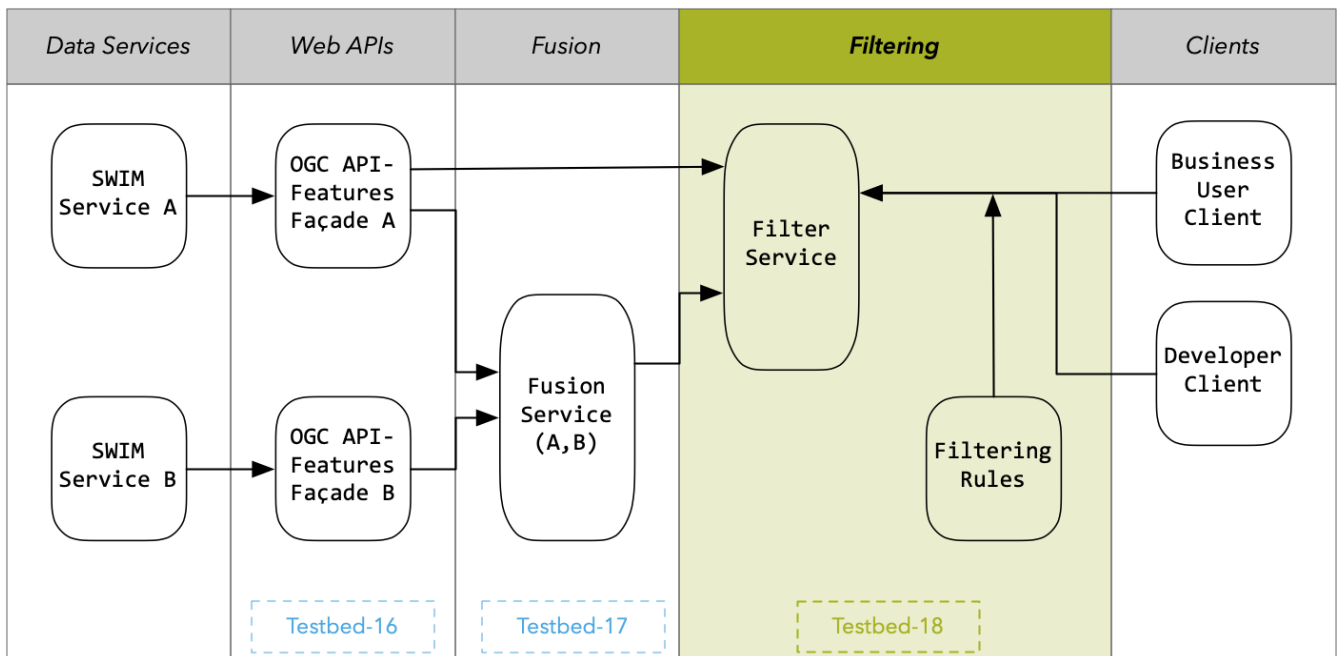 Data Services
Web APIs
Fusion
Filtering
Clients
SWIM
Service A
OGC API-
Features
Façade A
Filter
Service
Business
User
Client
SWIM
Service B
OGC API-
Features
Façade B
Fusion
Service
(A,B)
Filtering
Rules
Developer
Client
Testbed-16
Testbed-17
Testbed-18